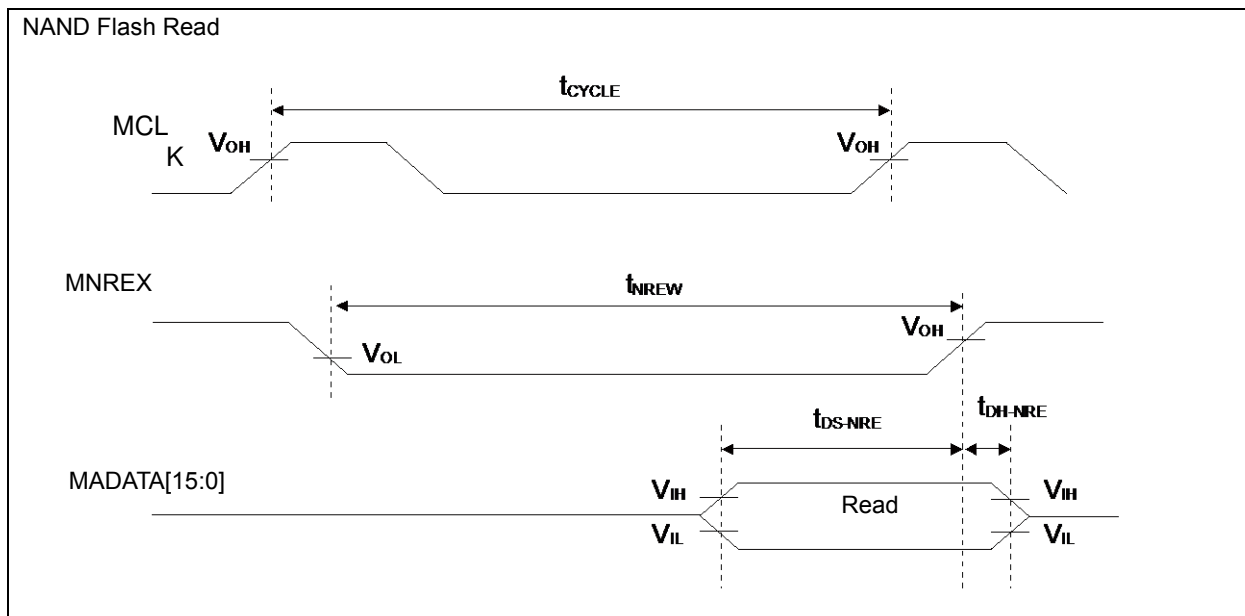 NAND Flash Read
tCYCLE
MCL
K
VOH
VOH
MNREX
tNREW
VOH
VOL
tDS-NRE
tDH-NRE
MADATA[15:0]
VIH
Read
VIH
VIL
VIL